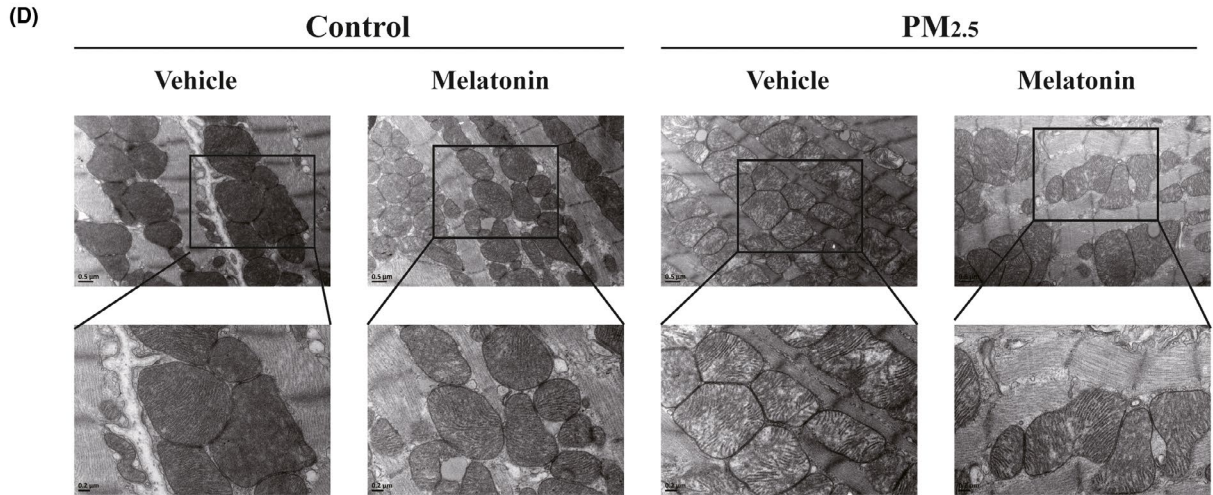 (D)
Control PM2.5
Vehicle Melatonin Vehicle Melatonin
0.5 μm 0.5 μm 0.5 μm
0.2 μm 0.2 μm 0.2 μm